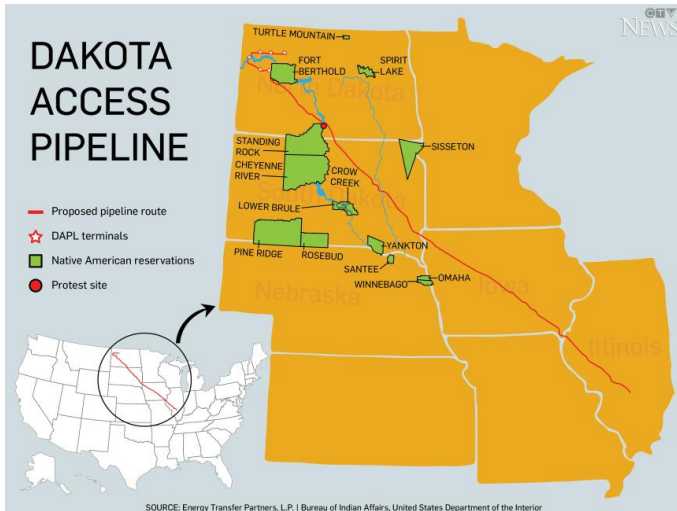 CTV
NEWS
DAKOTA
ACCESS
PIPELINE
Proposed pipeline route
DAPL terminals
Native American reservations
Protest site
TURTLE MOUNTAIN
FORT
BERTHOLD
SPIRIT
LAKE
North Dakota
STANDING
ROCK
CHEYENNE
RIVER
SISSETON
CROW
CREEK
South Dakota
LOWER BRULE
YANKTON
PINE RIDGE
ROSEBUD
SANTEE
OMAHA
WINNEBAGO
Nebraska
Iowa
Illinois
SOURCE: Energy Transfer Partners, L.P. | Bureau of Indian Affairs, United States Department of the Interior